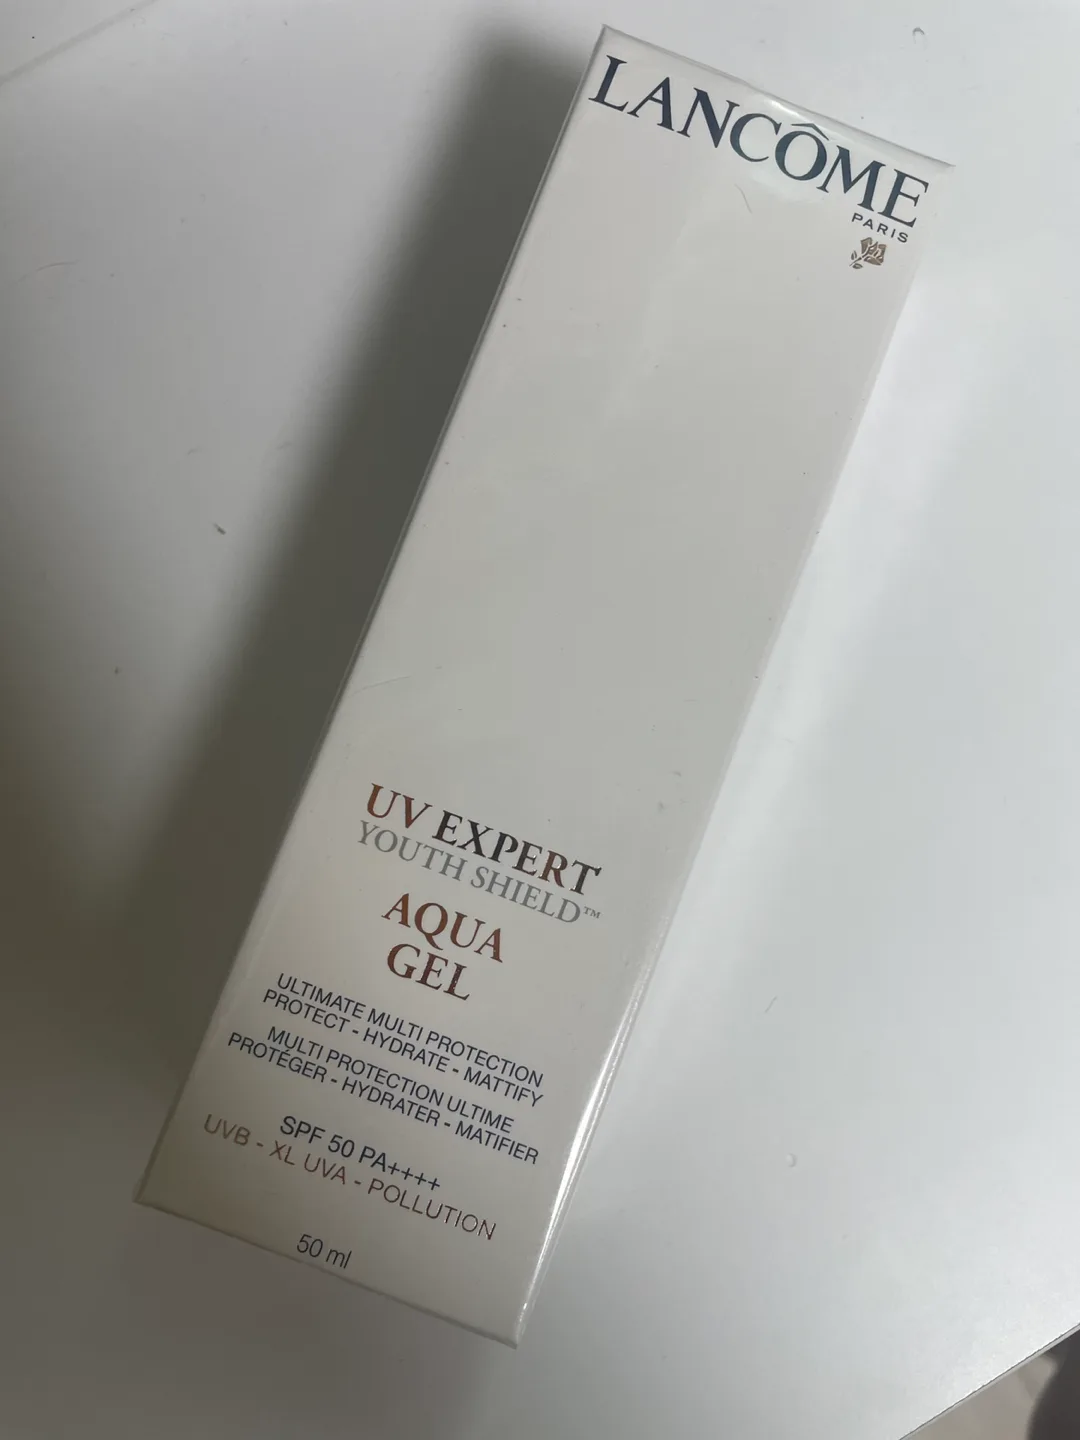 LANCÔME
PARIS
UV EXPERT
YOUTH SHIELD™
AQUA
GEL
ULTIMATE MULTI PROTECTION
PROTECT - HYDRATE - MATTIFY
MULTI PROTECTION ULTIME
PROTÉGER - HYDRATER - MATIFIER
SPF 50 PA++++
UVB - XL UVA - POLLUTION
50 ml